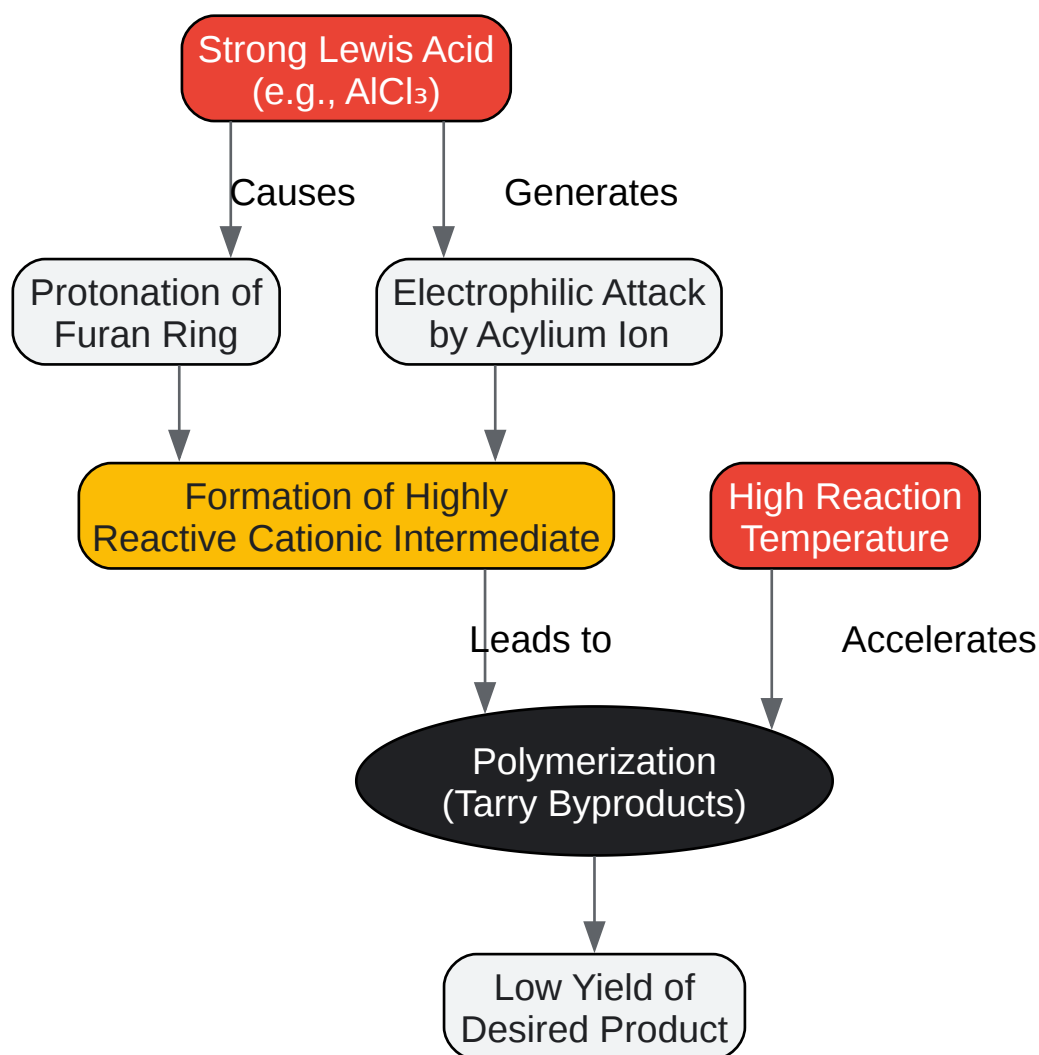 Strong Lewis Acid
(e.g., AlCl₃)
Causes
Generates
Protonation of
Furan Ring
Electrophilic Attack
by Acylium Ion
Formation of Highly
Reactive Cationic Intermediate
High Reaction
Temperature
Leads to
Accelerates
Polymerization
(Tarry Byproducts)
Low Yield of
Desired Product